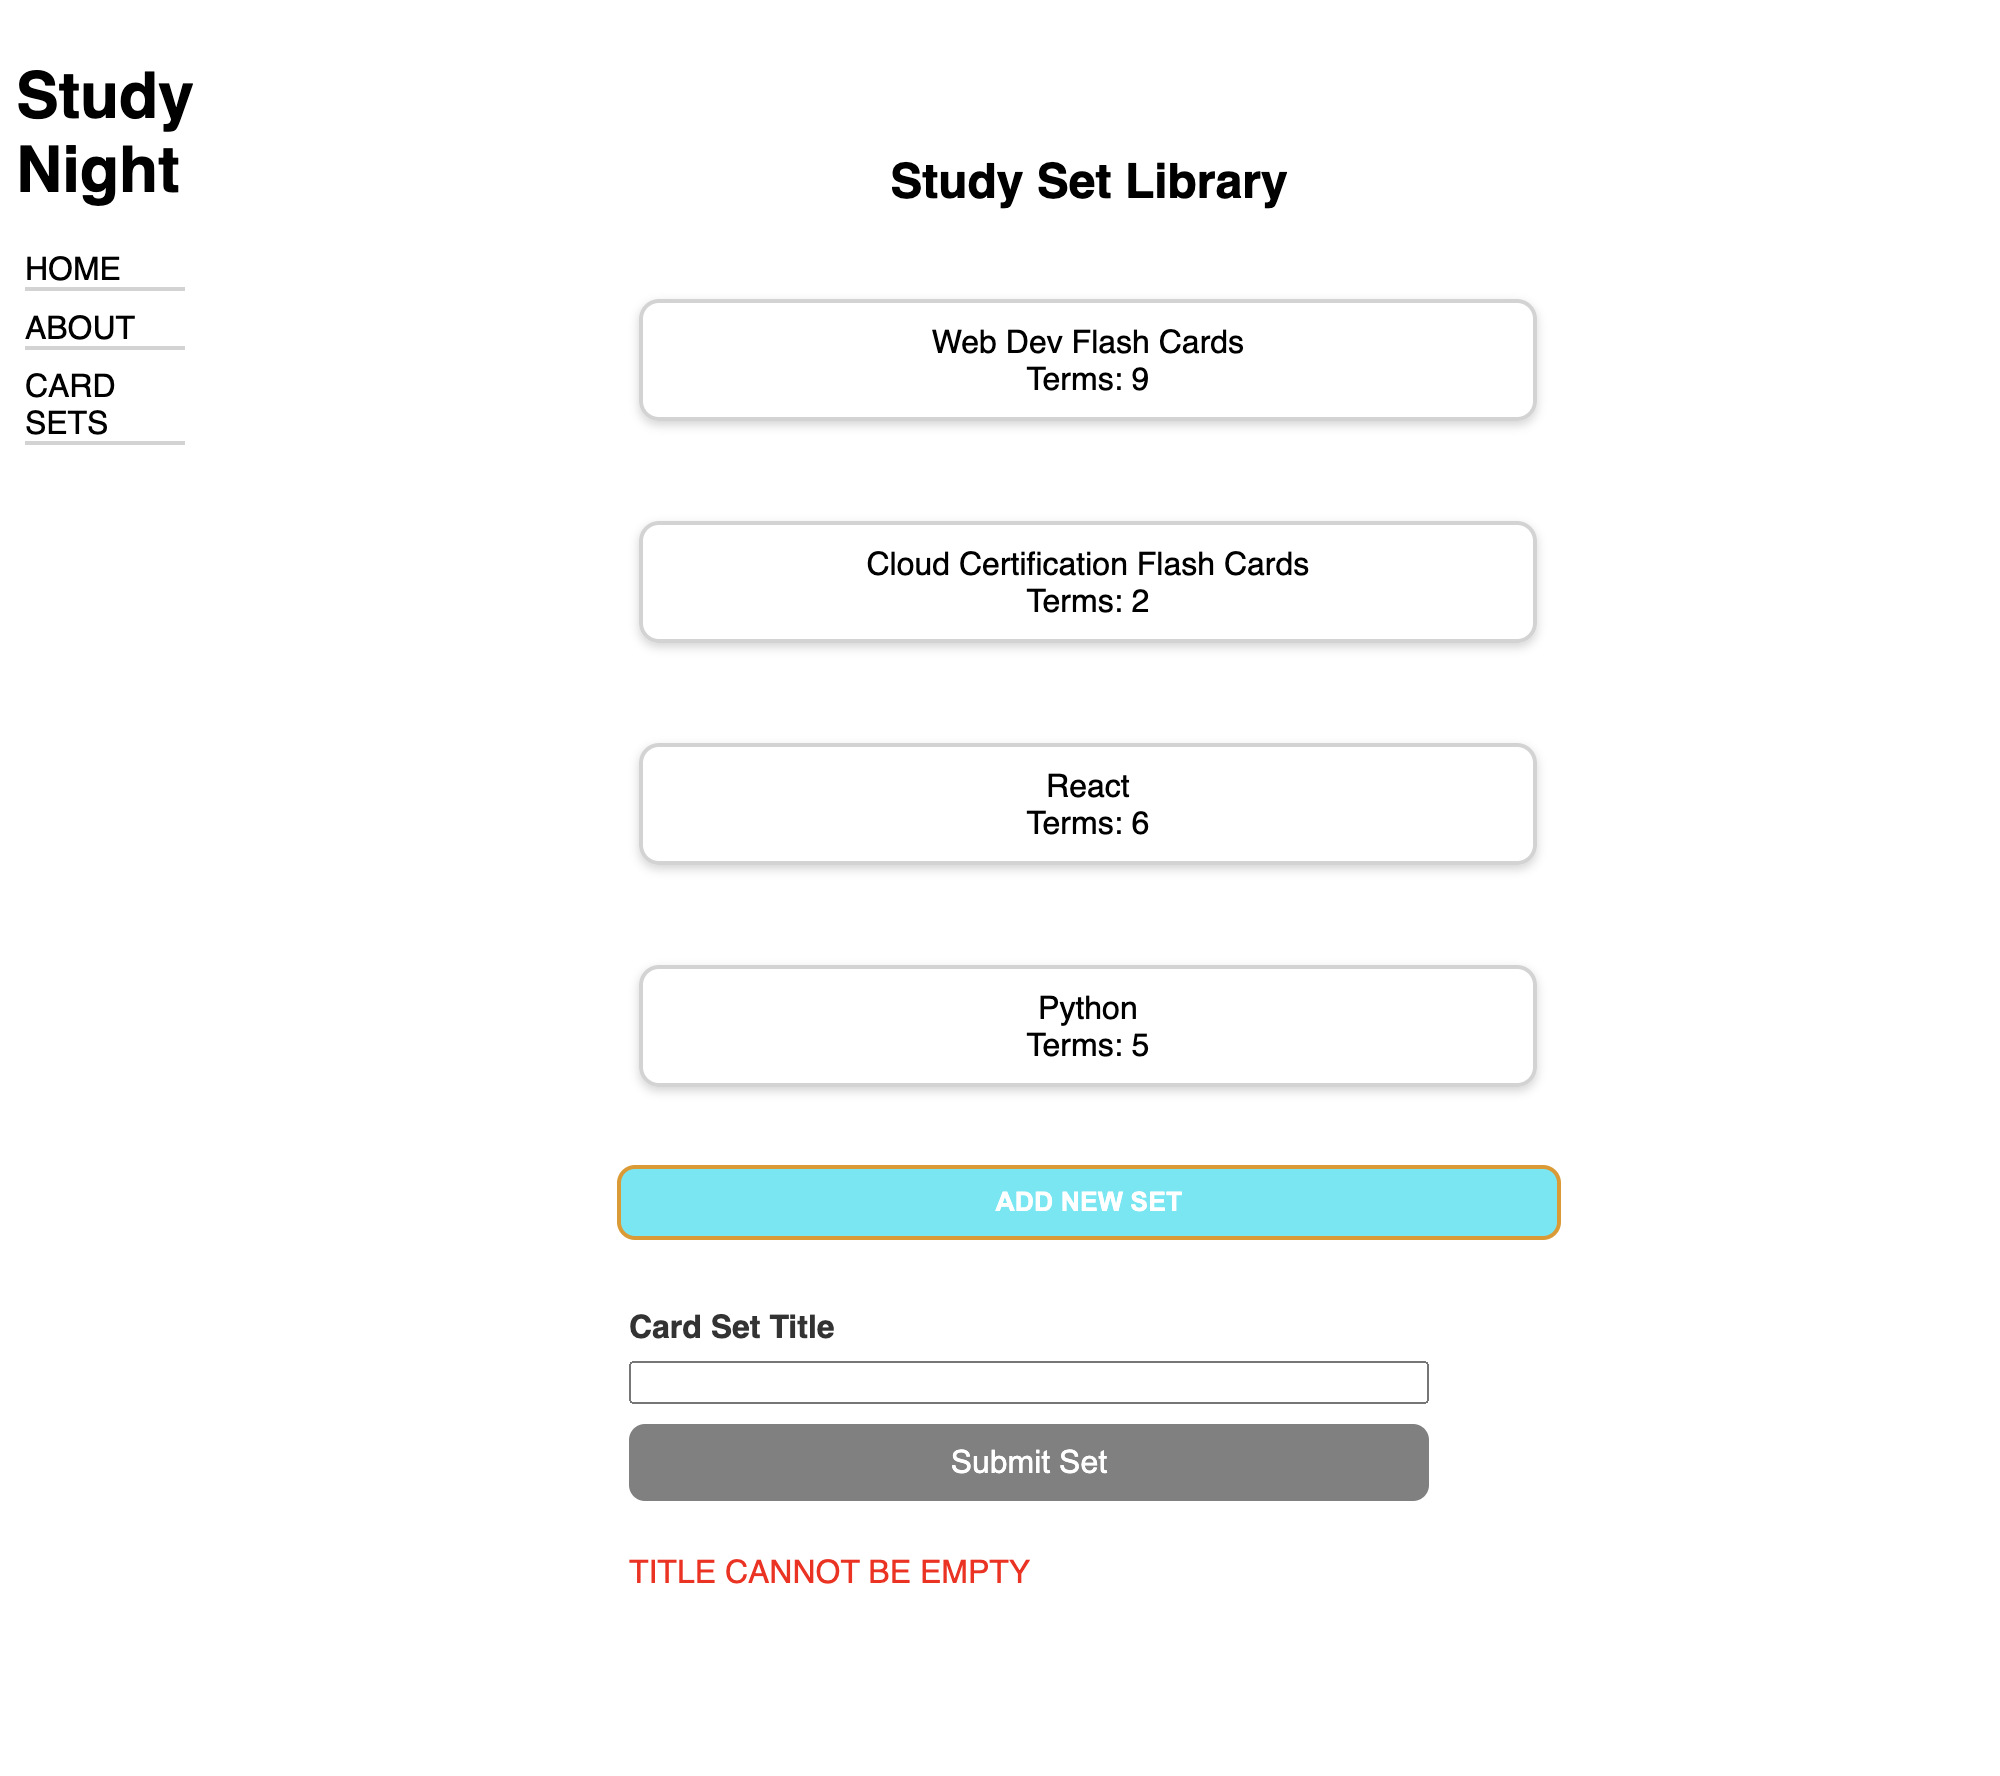 Study
Night
HOME
ABOUT
CARD
SETS
Study Set Library
Web Dev Flash Cards
Terms: 9
Cloud Certification Flash Cards
Terms: 2
React
Terms: 6
Python
Terms: 5
ADD NEW SET
Card Set Title
Submit Set
TITLE CANNOT BE EMPTY